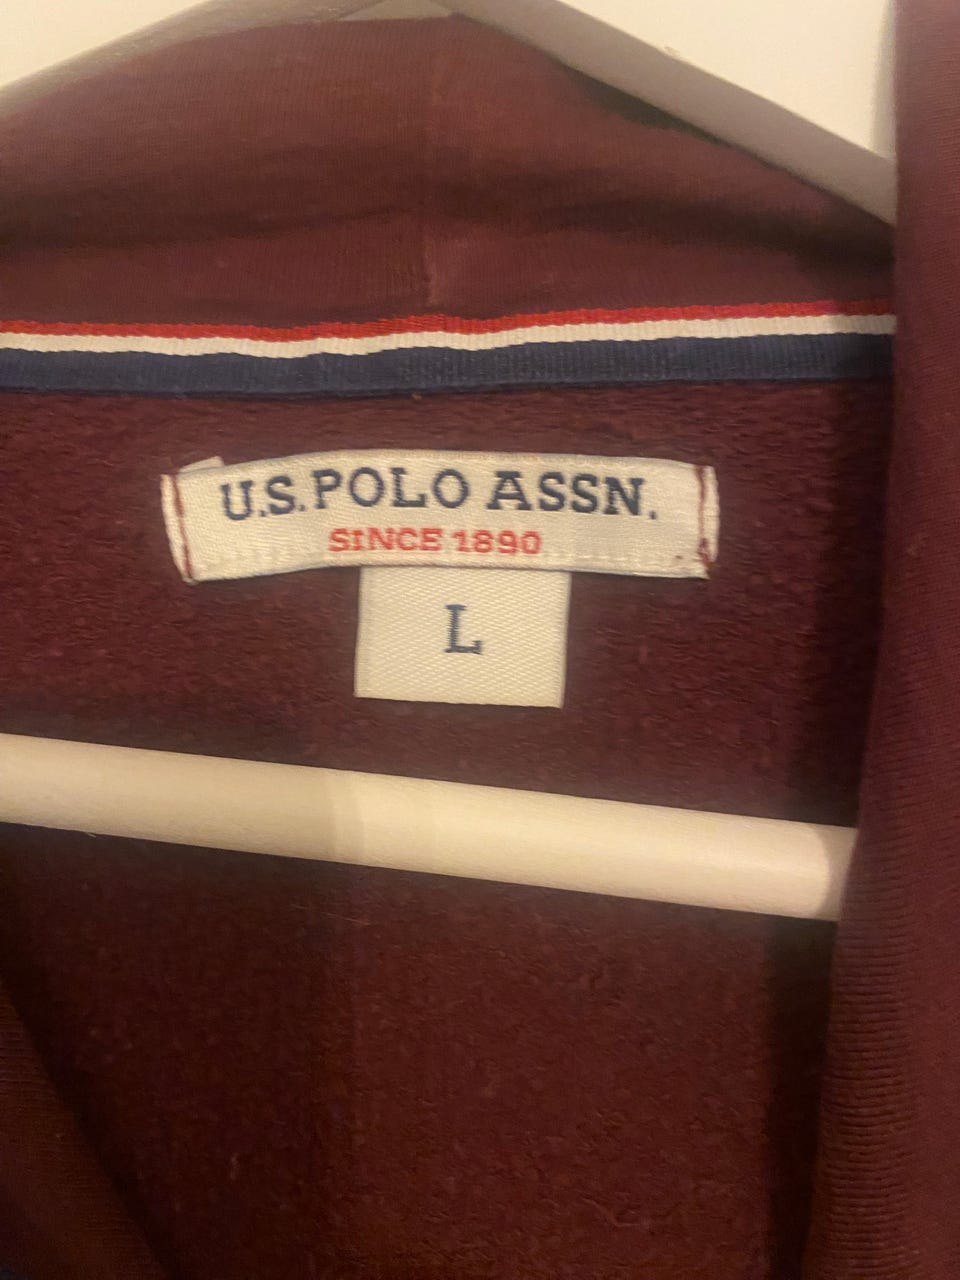 U.S. POLO ASSN.
SINCE 1890
L